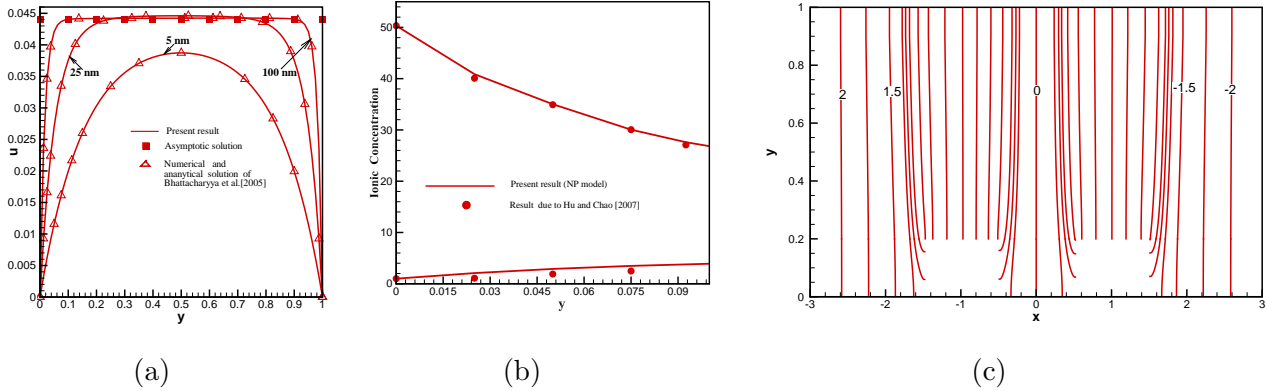 0.045
0.04
0.035
0.03
0.025
0.02
0.015
0.01
0.005
0
u
5 nm
25 nm
100 nm
Present result
Asymptotic solution
Numerical and
ananytical solution of
Bhattacharyya et al.[2005]
0 0.1 0.2 0.3 0.4 0.5 0.6 0.7 0.8 0.9 1
y
(a)
50
40
30
20
10
0
Ionic Concentration
Present result (NP model)
Result due to Hu and Chao [2007]
0 0.015 0.03 0.045 0.06 0.075 0.09
y
(b)
1
0.8
0.6
0.4
0.2
0
y
2 1.5 0 -1.5 -2
-3 -2 -1 0 1 2 3
x
(c)